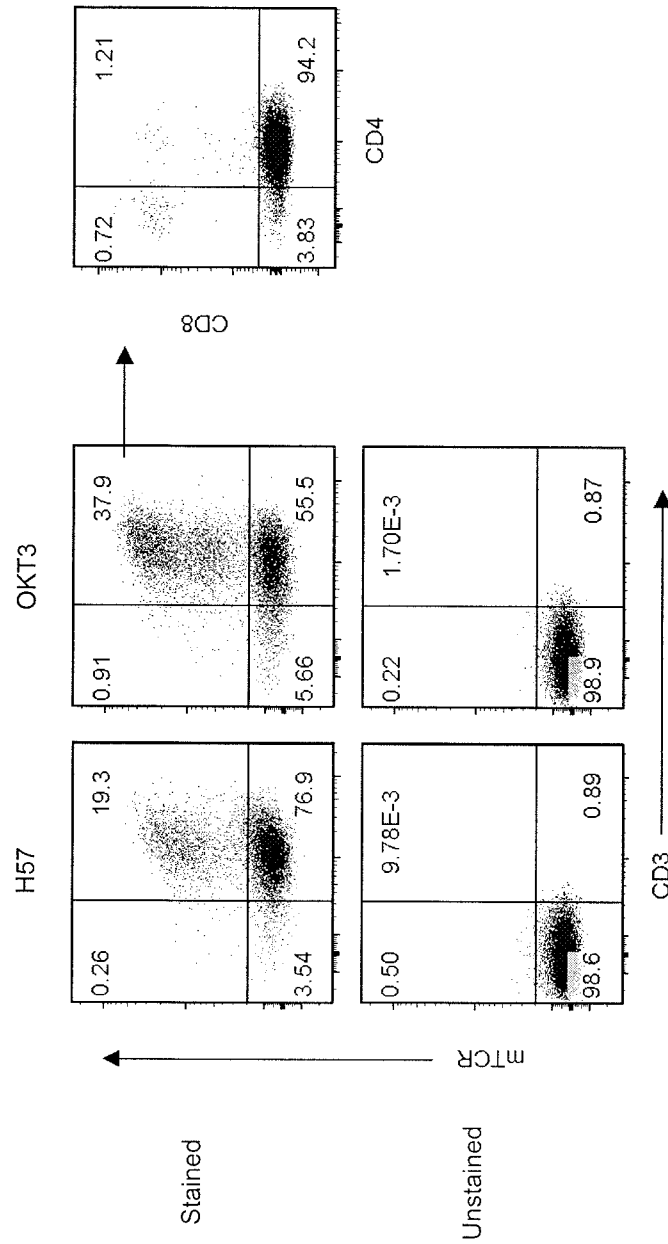 H57
OKT3
Stained
0.26
19.3
3.54
76.9
0.91
37.9
5.66
55.5
CD8
0.72
1.21
3.83
94.2
CD4
mTCR
Unstained
0.50
9.78E-3
98.6
0.89
0.22
1.70E-3
98.9
0.87
CD3